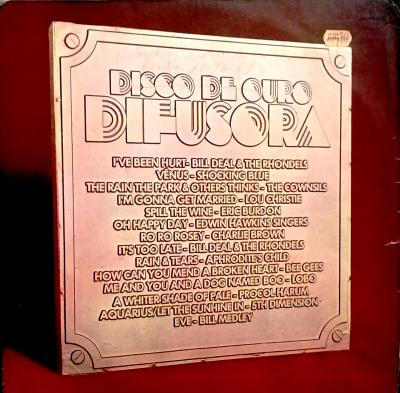 DISCO DE OURO
DIFUSORA
I'VE BEEN HURT - BILL DEAL & THE RHONDELS
VÊNUS - SHOCKING BLUE
THE RAIN THE PARK & OTHERS THINKS - THE COWNSILS
I'M GONNA GET MARRIED - LOU CHRISTIE
SPILL THE WINE - ERIC BURDON
OH HAPPY DAY - EDWIN HAWKINS SINGERS
RO RO ROSEY - CHARLIE BROWN
IT'S TOO LATE - BILL DEAL & THE RHONDELS
RAIN & TEARS - APHRODITE'S CHILD
HOW CAN YOU MEND A BROKEN HEART - BEE GEES
ME AND YOU AND A DOG NAMED BOO - LOBO
A WHITER SHADE OF PALE - PROCOL HARUM
AQUARIUS/LET THE SUNHINE IN - 5TH DIMENSION
EVE - BILL MEDLEY